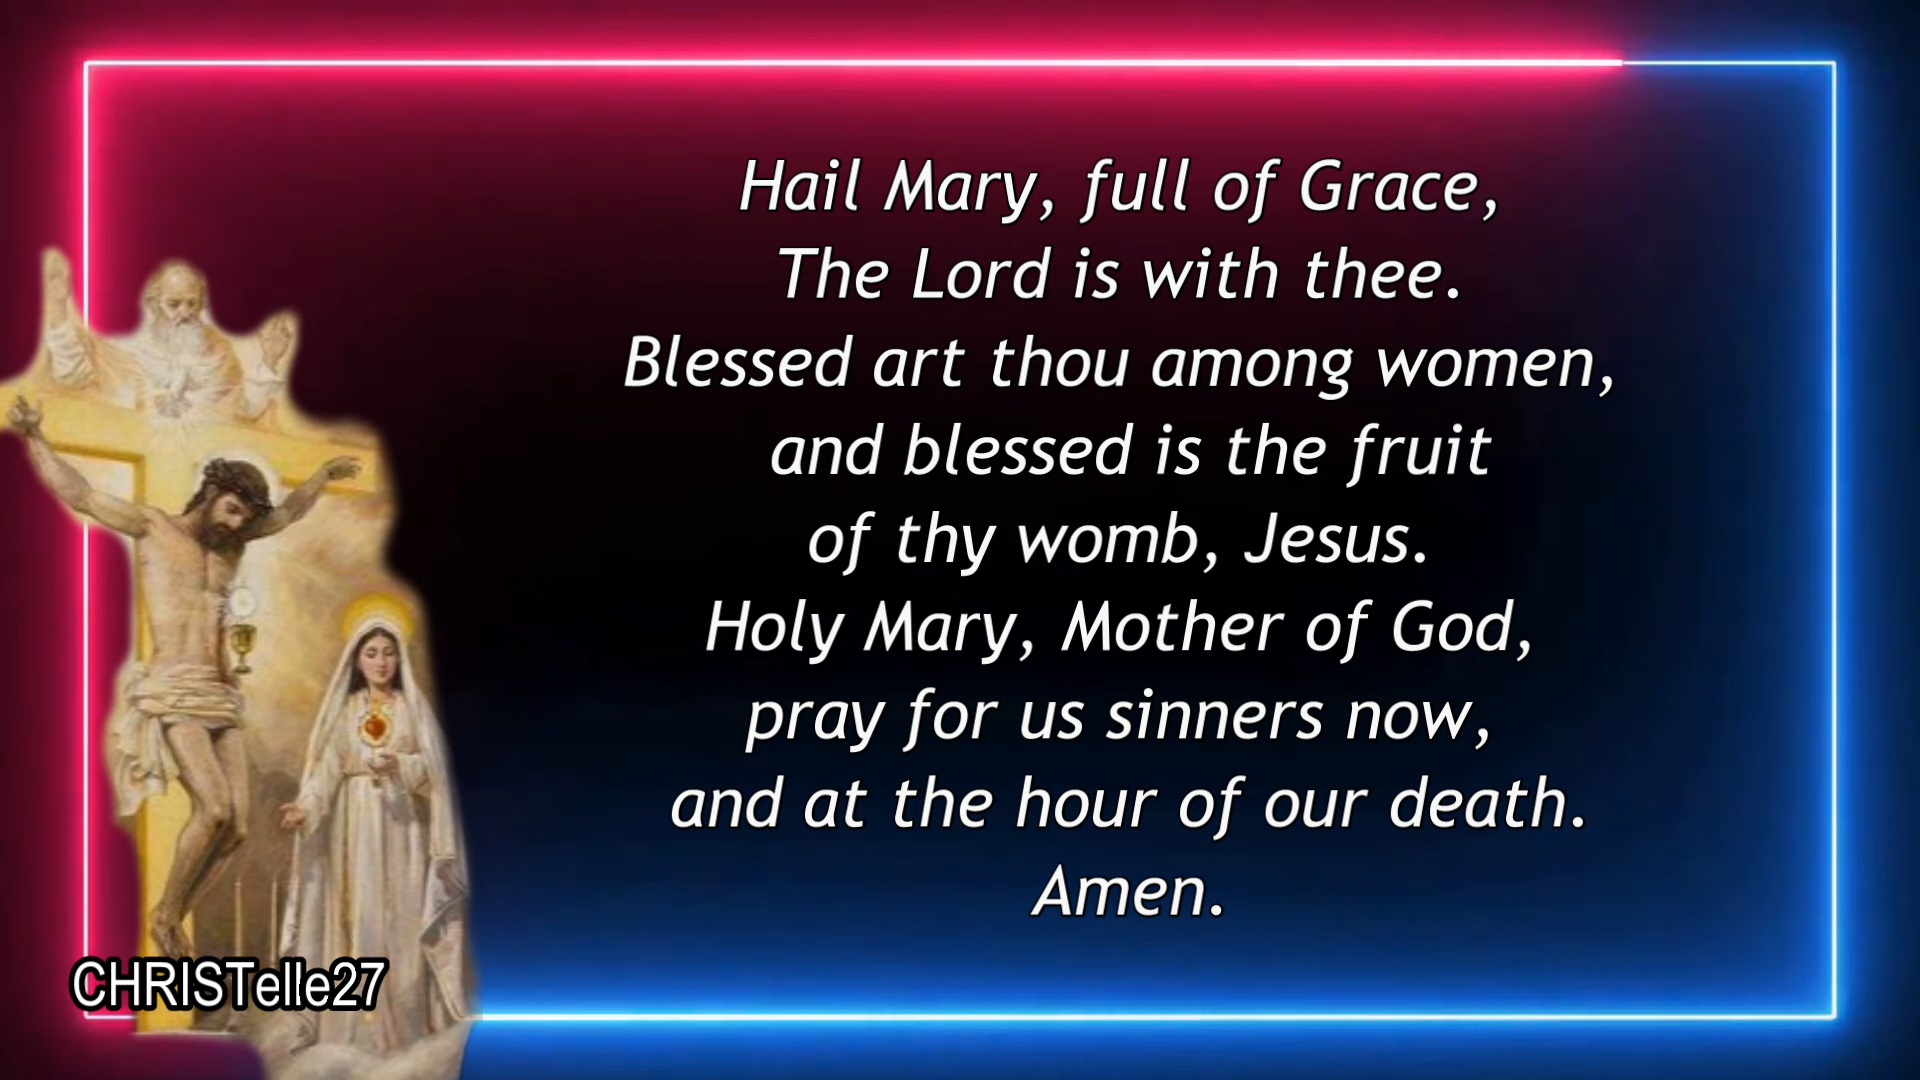 Hail Mary, full of Grace,
The Lord is with thee.
Blessed art thou among women,
and blessed is the fruit
of thy womb, Jesus.
Holy Mary, Mother of God,
pray for us sinners now,
and at the hour of our death.
Amen.
CHRISTelle27